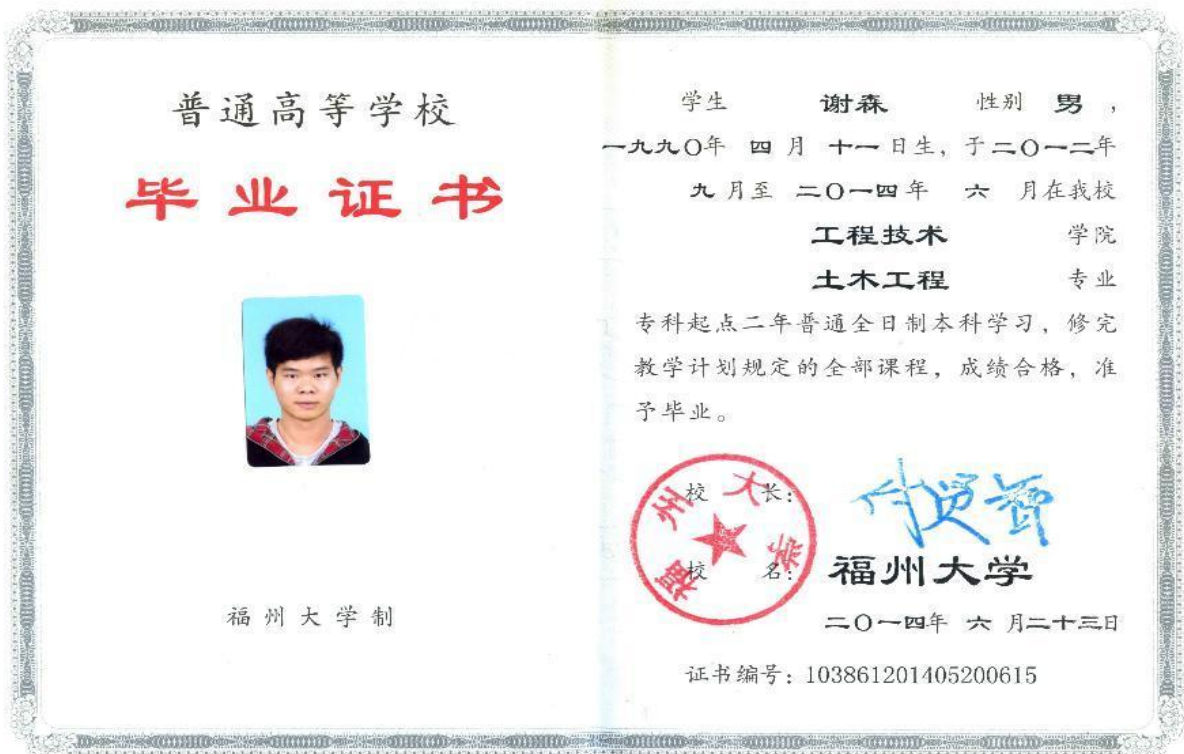 普通高等学校
毕业证书
福州大学制
学生 谢森 性别 男，
一九九〇年 四 月 十一 日生，于二〇一二年
九 月至 二〇一四年 六 月在我校
工程技术 学院
土木工程 专业
专科起点二年普通全日制本科学习，修完
教学计划规定的全部课程，成绩合格，准
予毕业。
校 长：
校 名： 福州大学
福州大学
二〇一四年 六 月二十三日
证书编号：103861201405200615